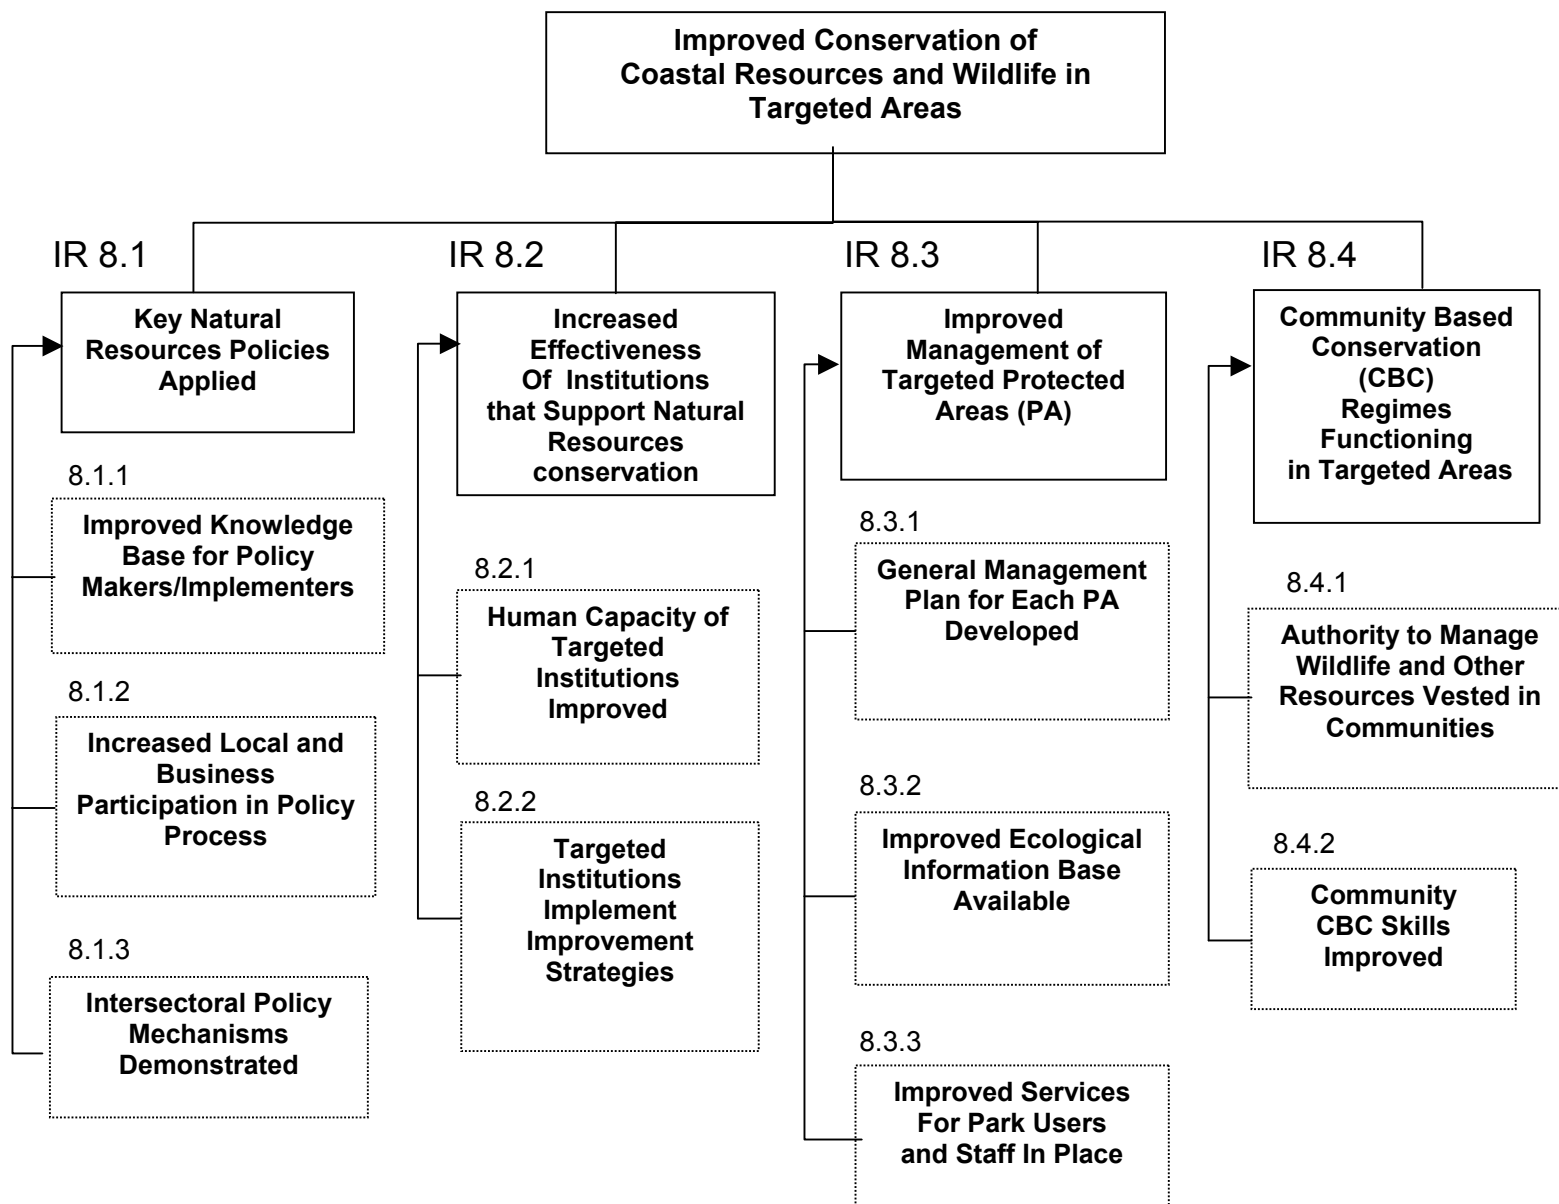 Improved Conservation of
Coastal Resources and Wildlife in
Targeted Areas
IR 8.1
Key Natural
Resources Policies
Applied
8.1.1
Improved Knowledge
Base for Policy
Makers/Implementers
8.1.2
Increased Local and
Business
Participation in Policy
Process
8.1.3
Intersectoral Policy
Mechanisms
Demonstrated
IR 8.2
Increased
Effectiveness
Of Institutions
that Support Natural
Resources
conservation
8.2.1
Human Capacity of
Targeted
Institutions
Improved
8.2.2
Targeted
Institutions
Implement
Improvement
Strategies
IR 8.3
Improved
Management of
Targeted Protected
Areas (PA)
8.3.1
General Management
Plan for Each PA
Developed
8.3.2
Improved Ecological
Information Base
Available
8.3.3
Improved Services
For Park Users
and Staff In Place
IR 8.4
Community Based
Conservation
(CBC)
Regimes
Functioning
in Targeted Areas
8.4.1
Authority to Manage
Wildlife and Other
Resources Vested in
Communities
8.4.2
Community
CBC Skills
Improved